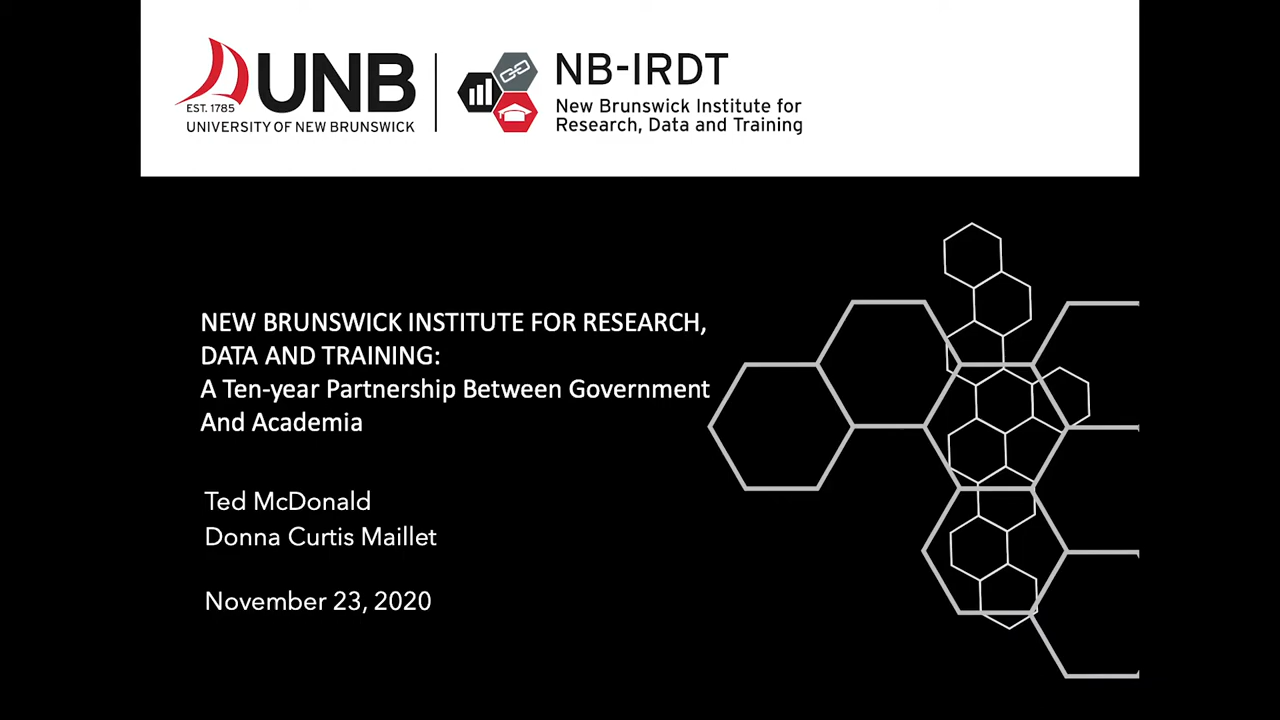 UNB
EST. 1785
UNIVERSITY OF NEW BRUNSWICK
NB-IRDT
New Brunswick Institute for
Research, Data and Training
NEW BRUNSWICK INSTITUTE FOR RESEARCH,
DATA AND TRAINING:
A Ten-year Partnership Between Government
And Academia
Ted McDonald
Donna Curtis Maillet
November 23, 2020